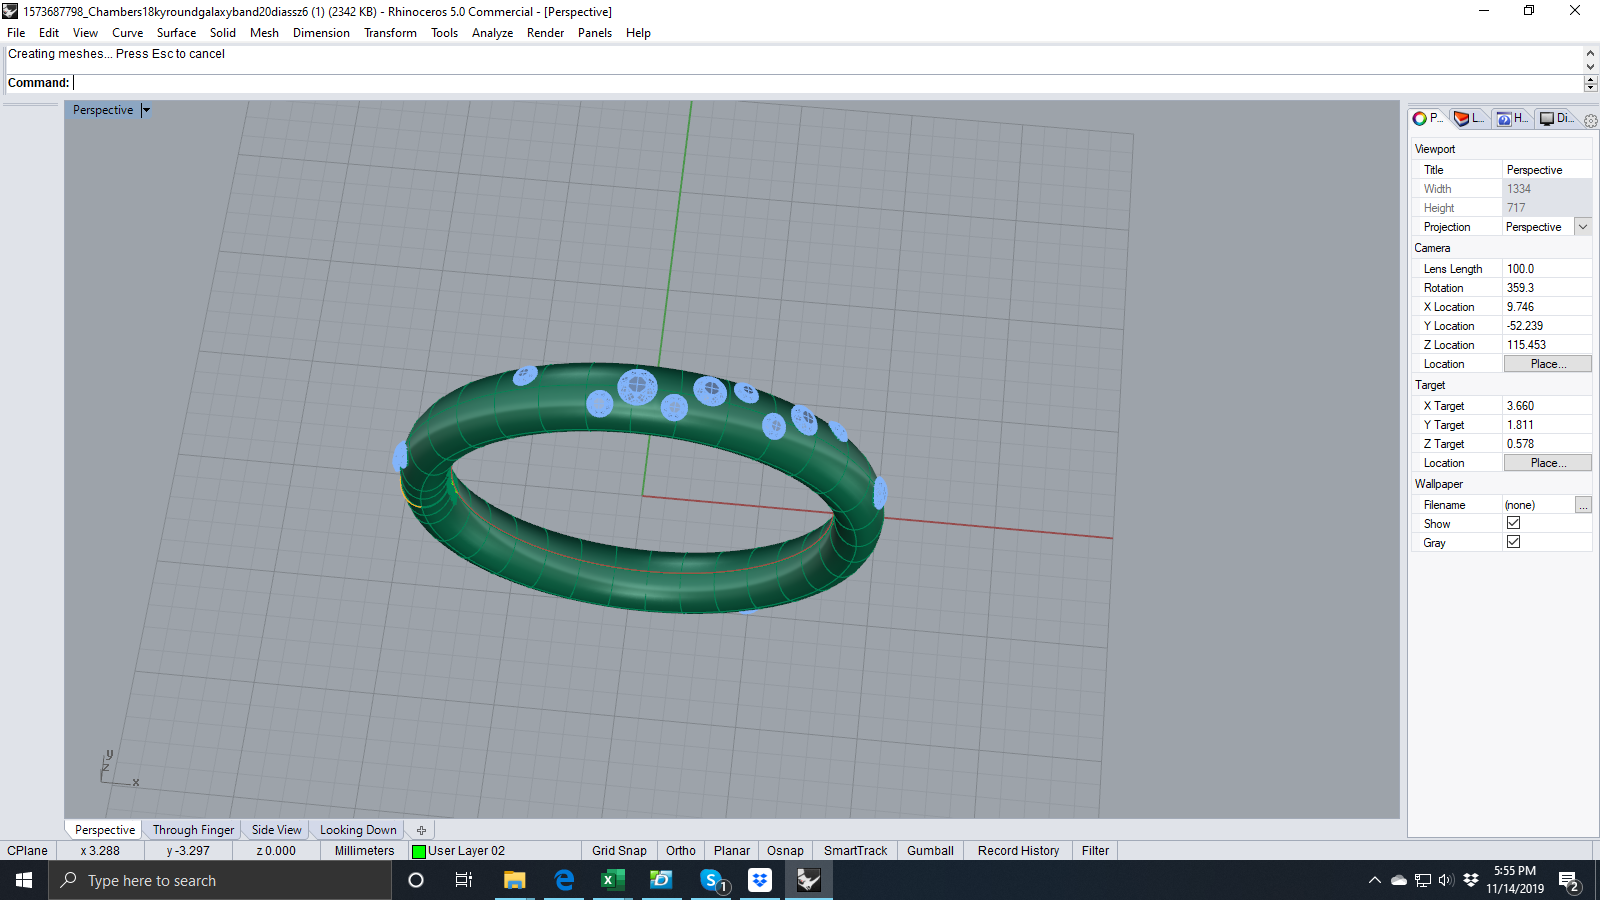 1573687798_Chambers18kyroundgalaxyband20diassz6 (1) (2342 KB) - Rhinoceros 5.0 Commercial - [Perspective]
File Edit View Curve Surface Solid Mesh Dimension Transform Tools Analyze Render Panels Help
Creating meshes... Press Esc to cancel
Command:
Perspective
P... L... H... Di...
Viewport
Title Perspective
Width 1334
Height 717
Projection Perspective
Camera
Lens Length 100.0
Rotation 359.3
X Location 9.746
Y Location -52.239
Z Location 115.453
Location Place...
Target
X Target 3.660
Y Target 1.811
Z Target 0.578
Location Place...
Wallpaper
Filename (none) ...
Show
Gray
y
z
x
Perspective Through Finger Side View Looking Down
CPlane x 3.288 y -3.297 z 0.000 Millimeters User Layer 02 Grid Snap Ortho Planar Osnap SmartTrack Gumball Record History Filter
Type here to search
1
5:55 PM
11/14/2019
2